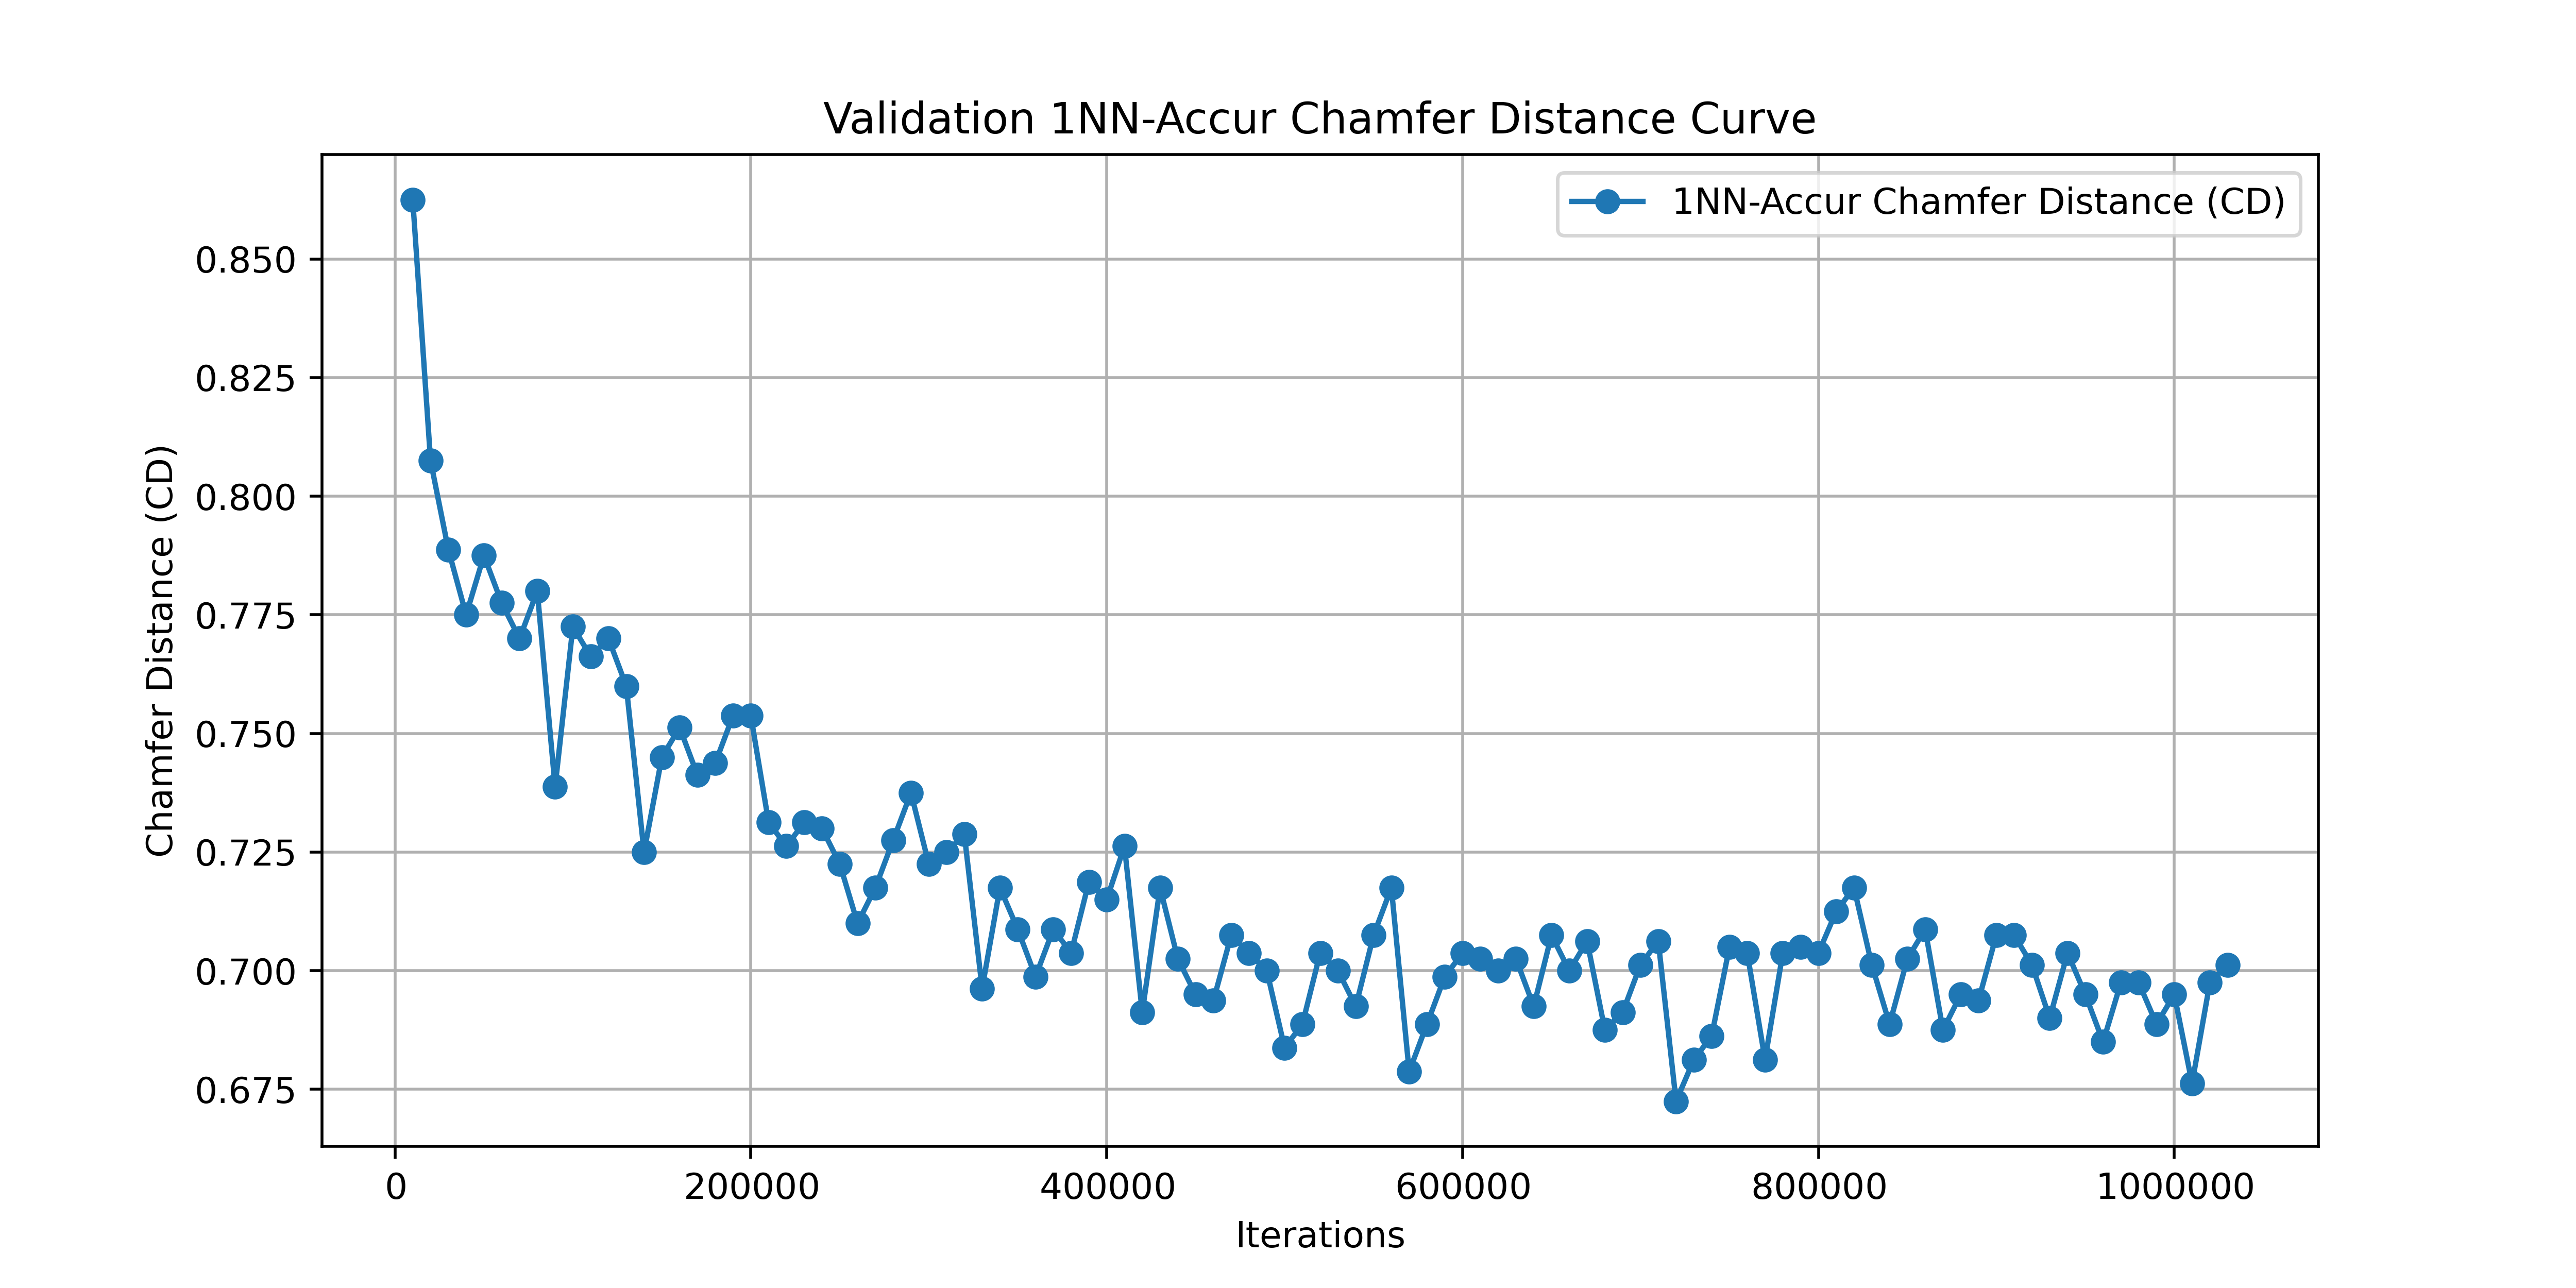 Validation 1NN-Accur Chamfer Distance Curve
1NN-Accur Chamfer Distance (CD)
Chamfer Distance (CD)
0.850
0.825
0.800
0.775
0.750
0.725
0.700
0.675
0 200000 400000 600000 800000 1000000
Iterations